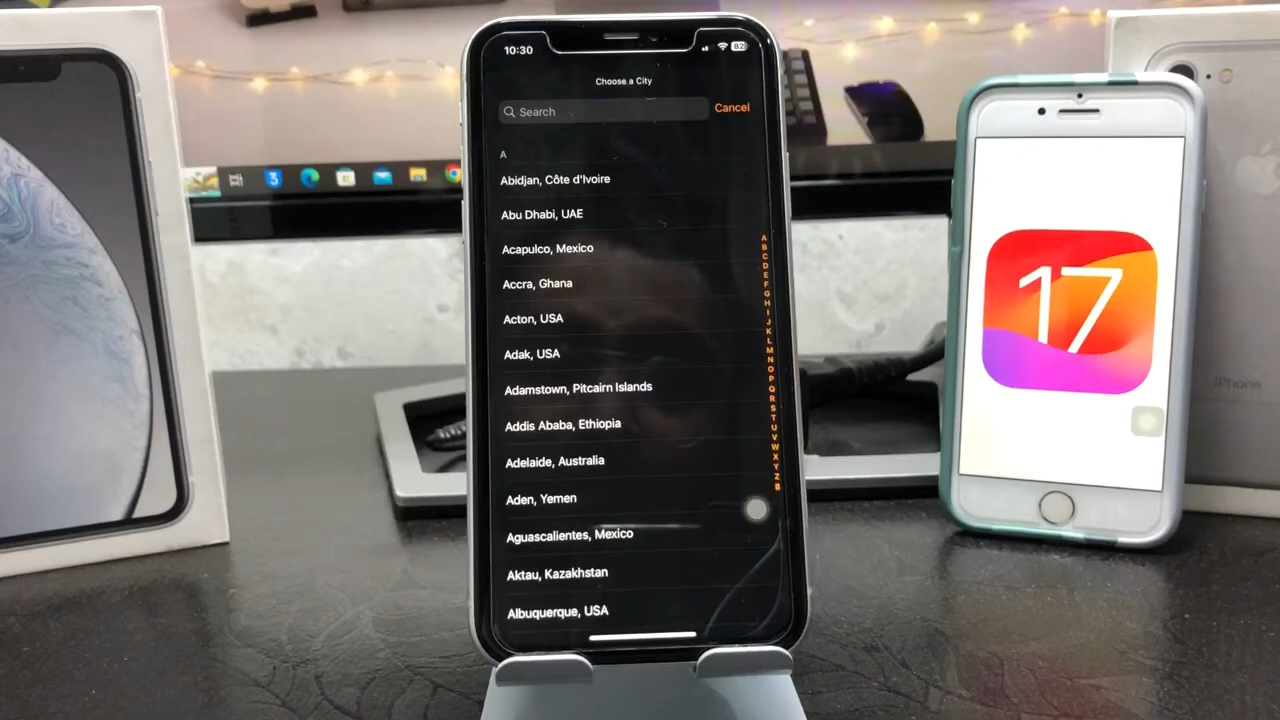 10:30
82
Choose a City
Search
Cancel
A
Abidjan, Côte d'Ivoire
Abu Dhabi, UAE
Acapulco, Mexico
Accra, Ghana
Acton, USA
Adak, USA
Adamstown, Pitcairn Islands
Addis Ababa, Ethiopia
Adelaide, Australia
Aden, Yemen
Aguascalientes, Mexico
Aktau, Kazakhstan
Albuquerque, USA
A
B
C
D
E
F
G
H
I
J
K
L
M
N
O
P
Q
R
S
T
U
V
W
X
Y
Z
#
3
17
iPhone